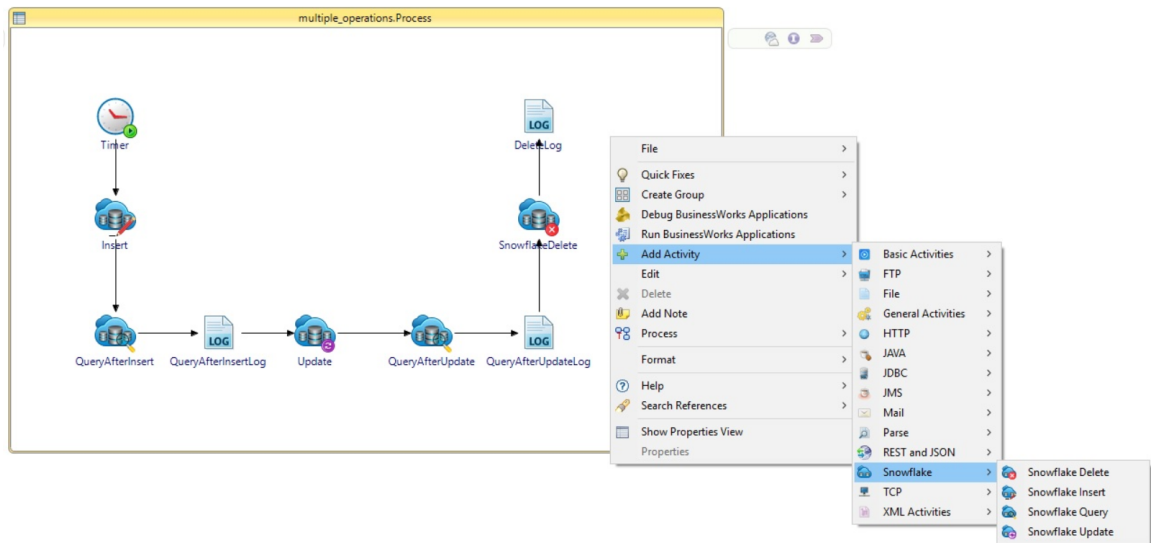 multiple_operations.Process
Timer
LOG
DeleteLog
Insert
SnowflakeDelete
LOG
LOG
QueryAfterInsert
QueryAfterInsertLog
Update
QueryAfterUpdate
QueryAfterUpdateLog
File
Quick Fixes
Create Group
Debug BusinessWorks Applications
Run BusinessWorks Applications
Add Activity
Edit
Delete
Add Note
Process
Format
Help
Search References
Show Properties View
Properties
Basic Activities
FTP
File
General Activities
HTTP
JAVA
JDBC
JMS
Mail
Parse
REST and JSON
Snowflake
TCP
XML Activities
Snowflake Delete
Snowflake Insert
Snowflake Query
Snowflake Update